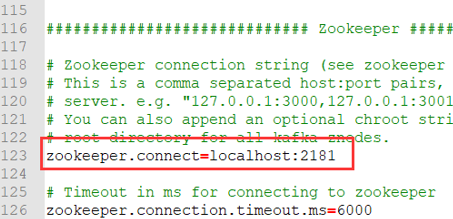 115
116 ############################ Zookeeper #####
117
118 # Zookeeper connection string (see zookeeper
119 # This is a comma separated host:port pairs,
120 # server. e.g. "127.0.0.1:3000,127.0.0.1:3001
121 # You can also append an optional chroot stri
122 # root directory for all kafka znodes.
123 zookeeper.connect=localhost:2181
124
125 # Timeout in ms for connecting to zookeeper
126 zookeeper.connection.timeout.ms=6000